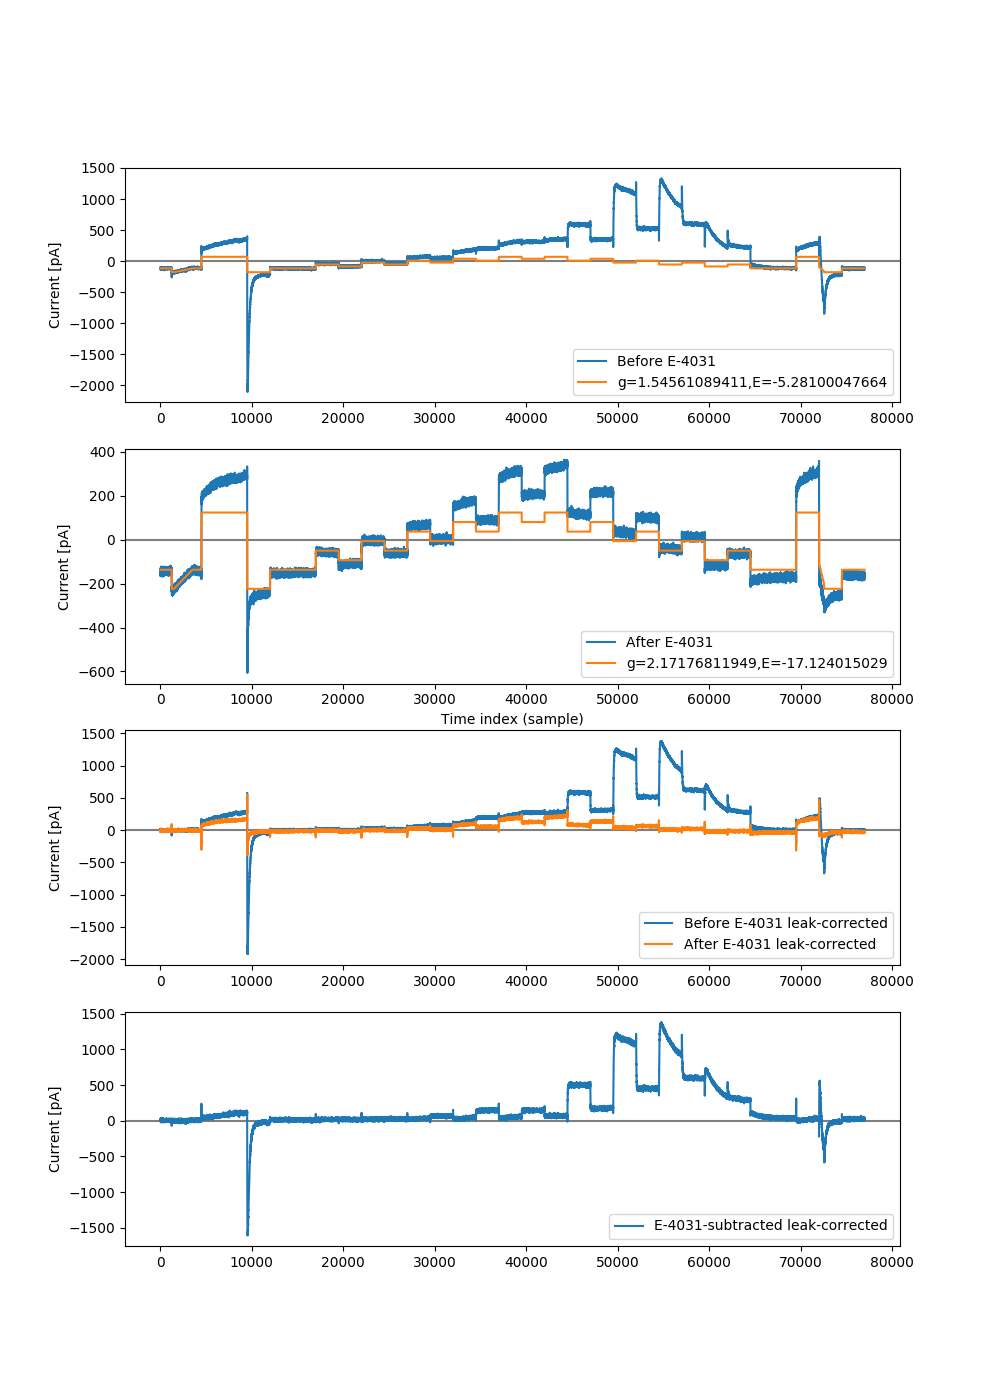 1500
1000
500
0
−500
−1000
−1500
−2000
Current [pA]
Before E-4031
g=1.54561089411,E=-5.28100047664
0 10000 20000 30000 40000 50000 60000 70000 80000
400
200
0
−200
−400
−600
Current [pA]
After E-4031
g=2.17176811949,E=-17.124015029
0 10000 20000 30000 40000 50000 60000 70000 80000
Time index (sample)
1500
1000
500
0
−500
−1000
−1500
−2000
Current [pA]
Before E-4031 leak-corrected
After E-4031 leak-corrected
0 10000 20000 30000 40000 50000 60000 70000 80000
1500
1000
500
0
−500
−1000
−1500
Current [pA]
E-4031-subtracted leak-corrected
0 10000 20000 30000 40000 50000 60000 70000 80000